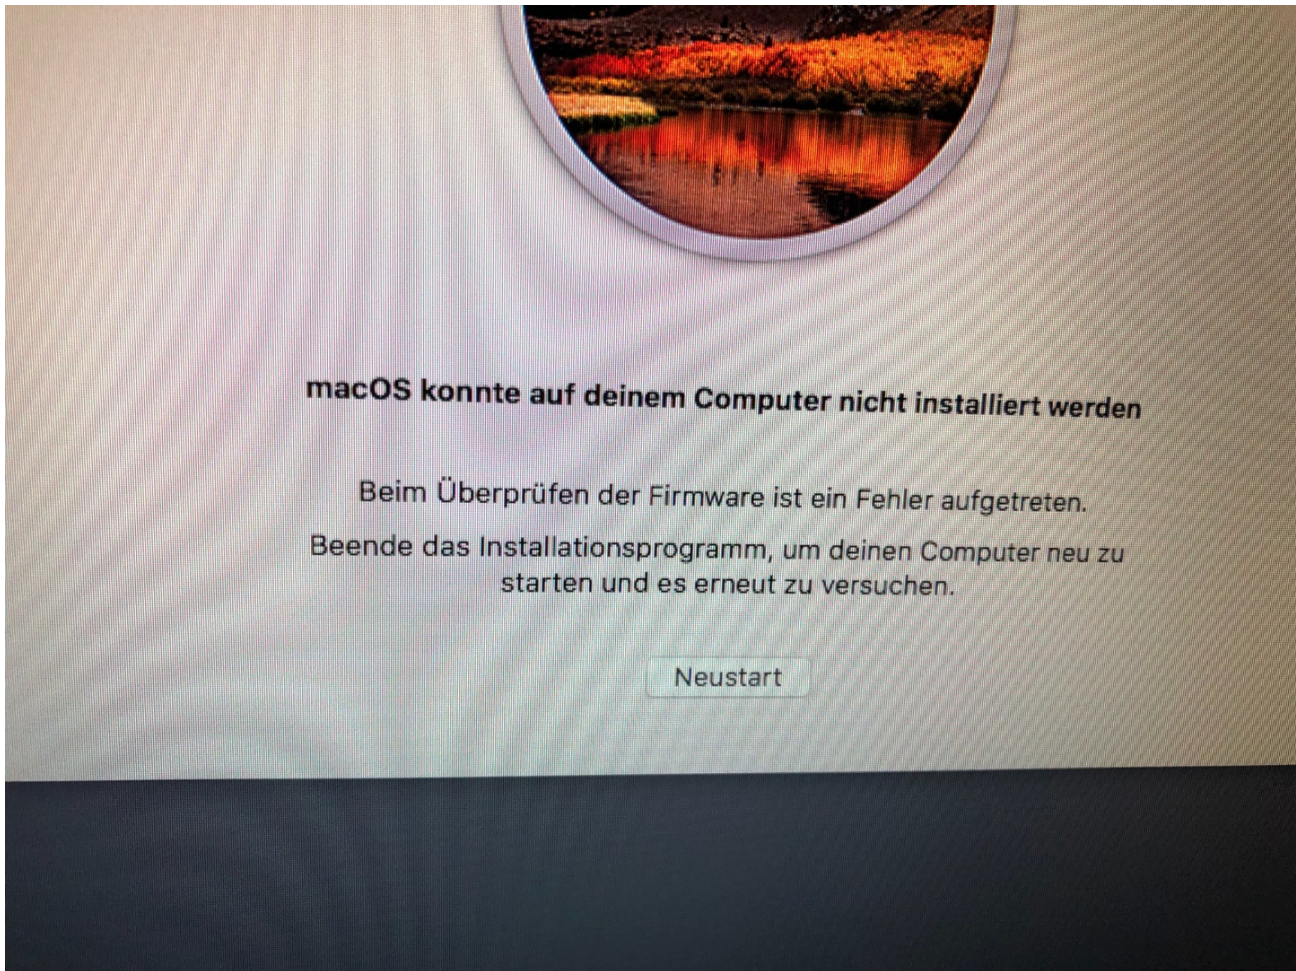 macOS konnte auf deinem Computer nicht installiert werden
Beim Überprüfen der Firmware ist ein Fehler aufgetreten.
Beende das Installationsprogramm, um deinen Computer neu zu
starten und es erneut zu versuchen.
Neustart